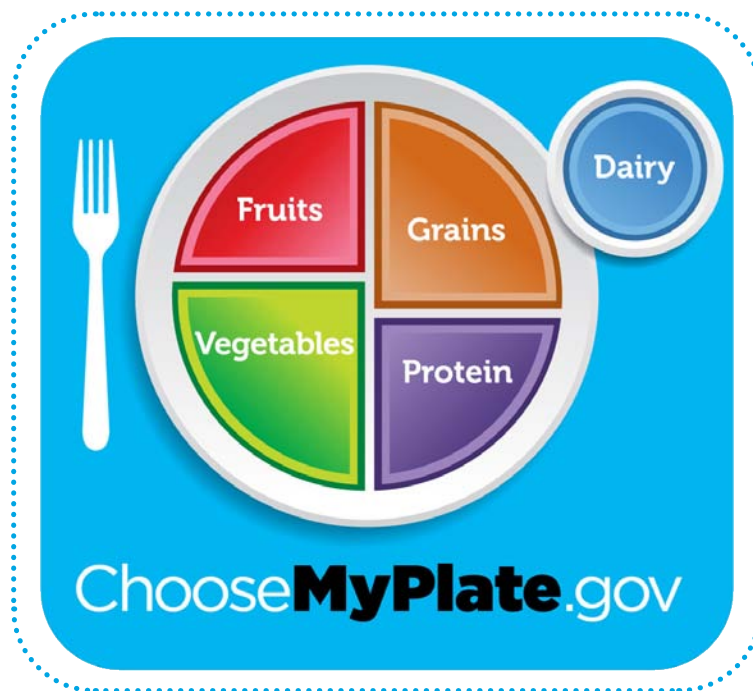 Dairy
Fruits
Grains
Vegetables
Protein
ChooseMyPlate.gov